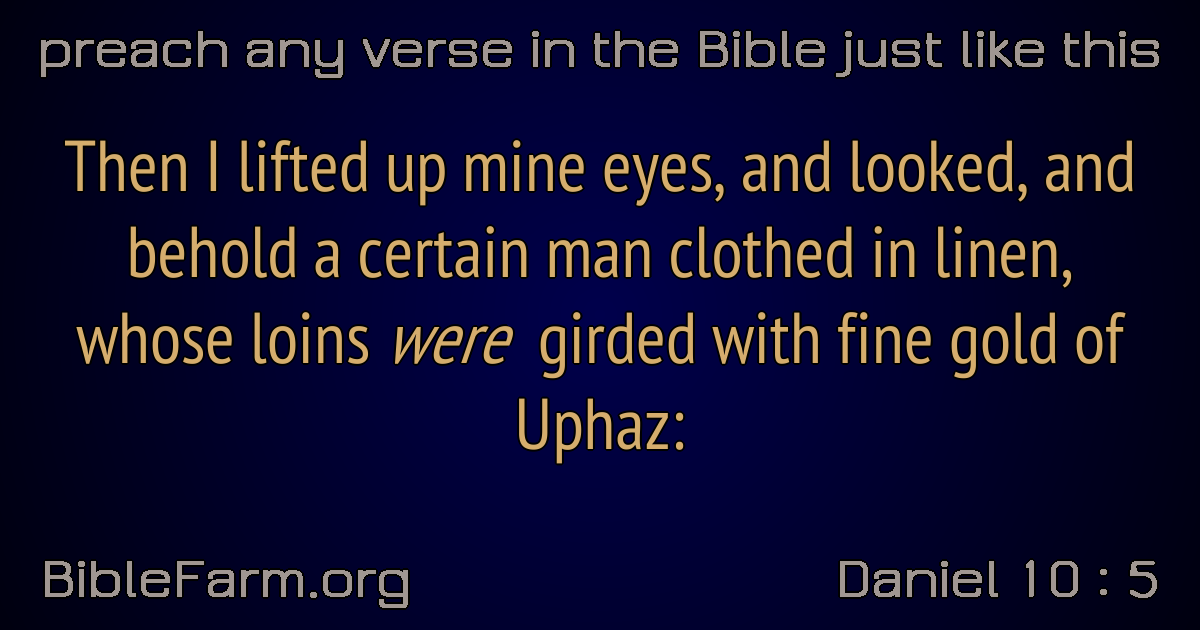 preach any verse in the Bible just like this
Then I lifted up mine eyes, and looked, and
behold a certain man clothed in linen,
whose loins were girded with fine gold of
Uphaz:
BibleFarm.org
Daniel 10 : 5